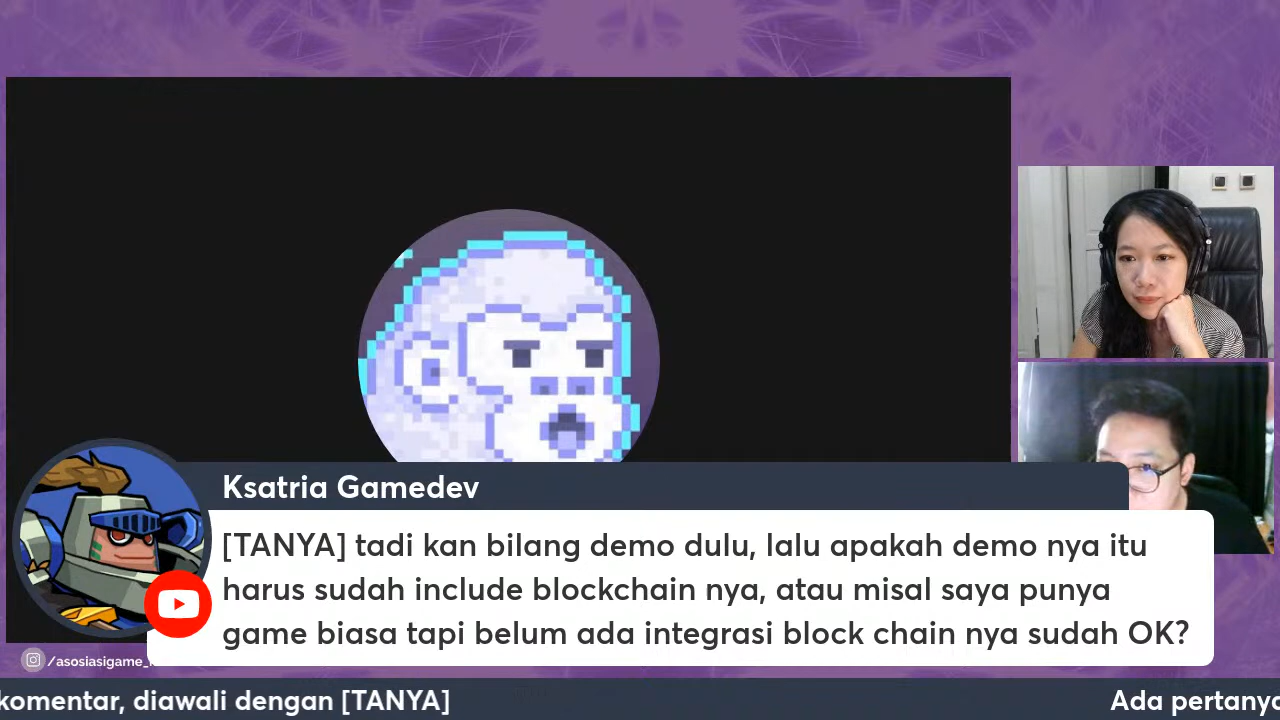 Ksatria Gamedev
[TANYA] tadi kan bilang demo dulu, lalu apakah demo nya itu
harus sudah include blockchain nya, atau misal saya punya
game biasa tapi belum ada integrasi block chain nya sudah OK?
/asosiasigame_
komentar, diawali dengan [TANYA]
Ada